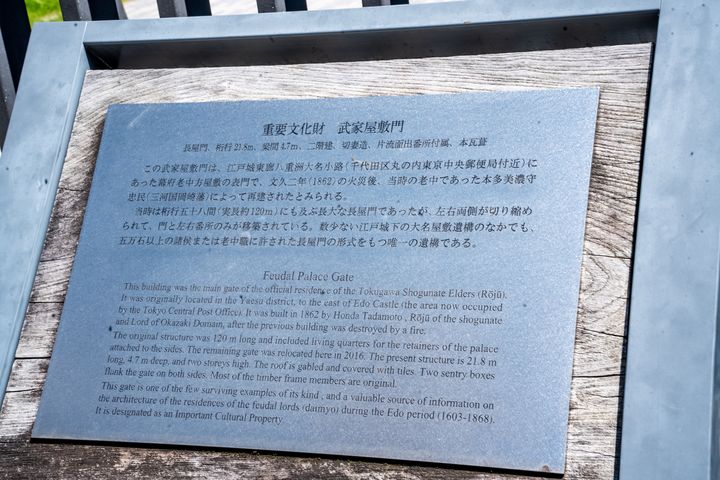 重要文化財　武家屋敷門
長屋門、桁行21.8m、梁間4.7m、二階建、切妻造、片流面出番所付属、本瓦葺
この武家屋敷門は、江戸城東廊八重洲大名小路（千代田区丸の内東京中央郵便局付近）に
あった幕府老中方屋敷の表門で、文久二年（1862）の火災後、当時の老中であった本多美濃守
忠民（三河国岡崎藩）によって再建されたとみられる。
当時は桁行五十八間（実長約120m）にも及ぶ長大な長屋門であったが、左右両側が切り縮め
られて、門と左右番所のみが移築されている。数少ない江戸城下の大名屋敷遺構のなかでも、
五万石以上の諸侯または老中職に許された長屋門の形式をもつ唯一の遺構である。
Feudal Palace Gate
This building was the main gate of the official residence of the Tokugawa Shogunate Elders (Rōjū).
It was originally located in the Yaesu district, to the east of Edo Castle (the area now occupied
by the Tokyo Central Post Office). It was built in 1862 by Honda Tadamoto , Rōjū of the shogunate
and Lord of Okazaki Domain, after the previous building was destroyed by a fire.
The original structure was 120 m long and included living quarters for the retainers of the palace
attached to the sides. The remaining gate was relocated here in 2016. The present structure is 21.8 m
long, 4.7 m deep, and two storeys high. The roof is gabled and covered with tiles. Two sentry boxes
flank the gate on both sides. Most of the timber frame members are original.
This gate is one of the few surviving examples of its kind , and a valuable source of information on
the architecture of the residences of the feudal lords (daimyo) during the Edo period (1603-1868).
It is designated as an Important Cultural Property.